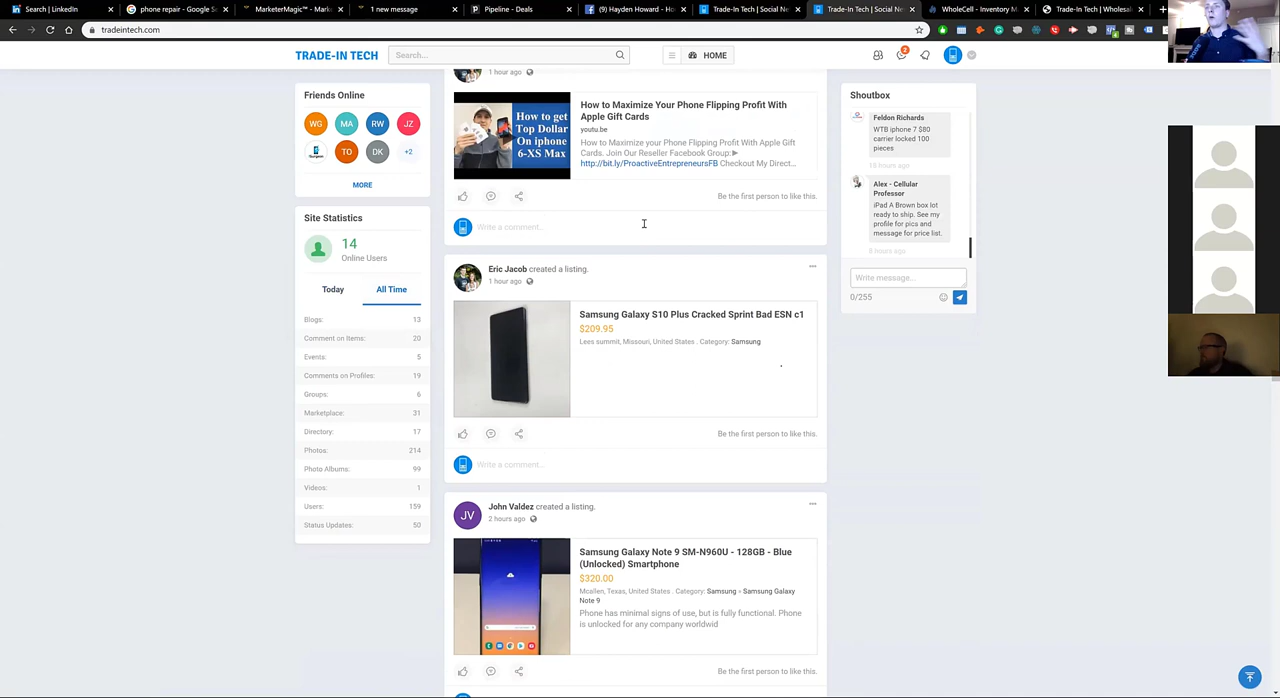 Search | LinkedIn
phone repair - Google S
MarketerMagic™ - Mark
1 new message
Pipeline - Deals
(9) Hayden Howard - Ho
Trade-In Tech | Social Ne
Trade-In Tech | Social Ne
WholeCell - Inventory M
Trade-In Tech | Wholesal
tradeintech.com
TRADE-IN TECH
Search...
HOME
2
Friends Online
WG
MA
RW
JZ
TO
DK
+2
MORE
Site Statistics
14
Online Users
Today
All Time
Blogs: 13
Comment on Items: 20
Events: 5
Comments on Profiles: 19
Groups: 6
Marketplace: 31
Directory: 17
Photos: 214
Photo Albums: 99
Videos: 1
Users: 159
Status Updates: 50
1 hour ago
How to get
Top Dollar
On iphone
6-XS Max
How to Maximize Your Phone Flipping Profit With
Apple Gift Cards
youtu.be
How to Maximize your Phone Flipping Profit With Apple Gift
Cards. Join Our Reseller Facebook Group:►
http://bit.ly/ProactiveEntrepreneursFB Checkout My Direct...
Be the first person to like this.
Write a comment..
Eric Jacob created a listing.
1 hour ago
Samsung Galaxy S10 Plus Cracked Sprint Bad ESN c1
$209.95
Lees summit, Missouri, United States . Category: Samsung
Be the first person to like this.
Write a comment..
JV
John Valdez created a listing.
2 hours ago
Samsung Galaxy Note 9 SM-N960U - 128GB - Blue
(Unlocked) Smartphone
$320.00
Mcallen, Texas, United States . Category: Samsung » Samsung Galaxy
Note 9
Phone has minimal signs of use, but is fully functional. Phone
is unlocked for any company worldwid
Be the first person to like this.
Shoutbox
Feldon Richards
WTB iphone 7 $80
carrier locked 100
pieces
Alex - Cellular
Professor
iPad A Brown box lot
ready to ship. See my
profile for pics and
message for price list.
Write message...
0/255